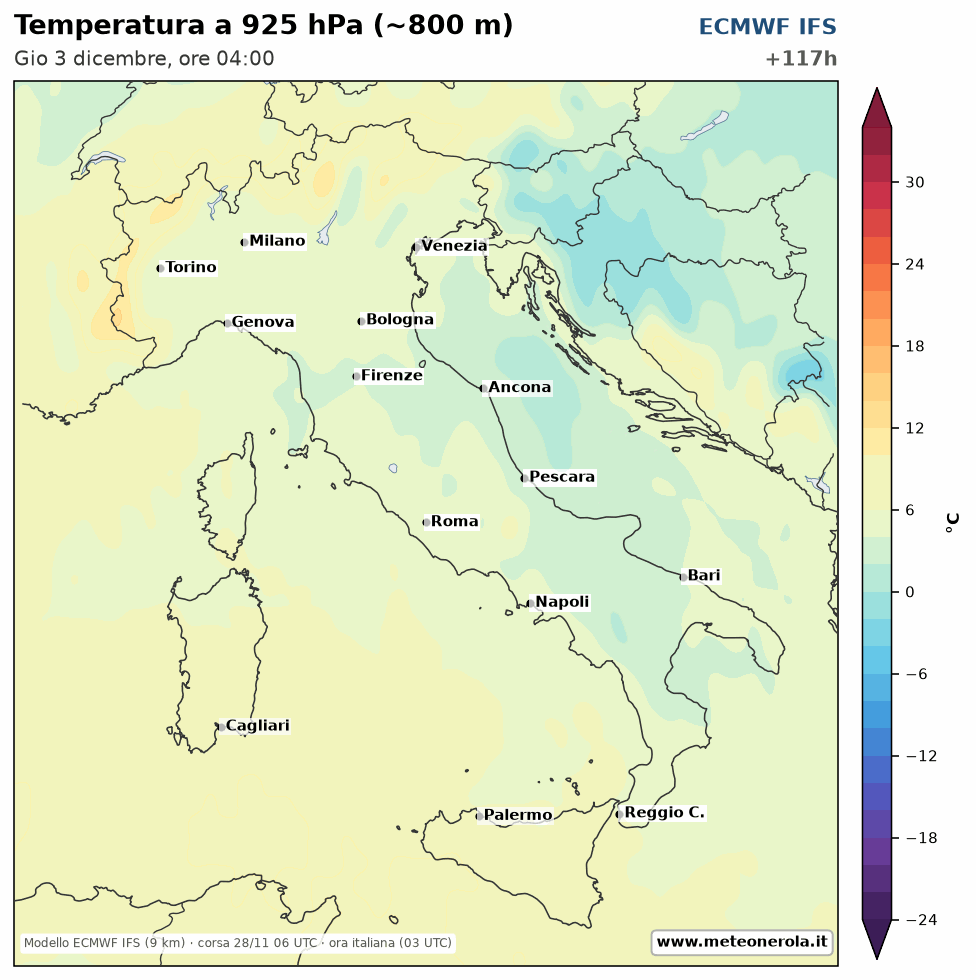 Temperatura a 925 hPa (~800 m)
ECMWF IFS
Gio 3 dicembre, ore 04:00
+117h
Milano
Venezia
Torino
Genova
Bologna
Firenze
Ancona
Pescara
Roma
Bari
Napoli
Cagliari
Palermo
Reggio C.
30
24
18
12
6
0
−6
−12
−18
−24
°C
Modello ECMWF IFS (9 km) · corsa 28/11 06 UTC · ora italiana (03 UTC)
www.meteonerola.it